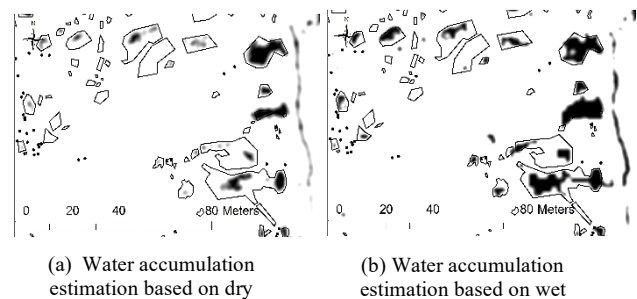 N
N
0 20 40 80 Meters
0 20 40 80 Meters
(a) Water accumulation
estimation based on dry
(b) Water accumulation
estimation based on wet